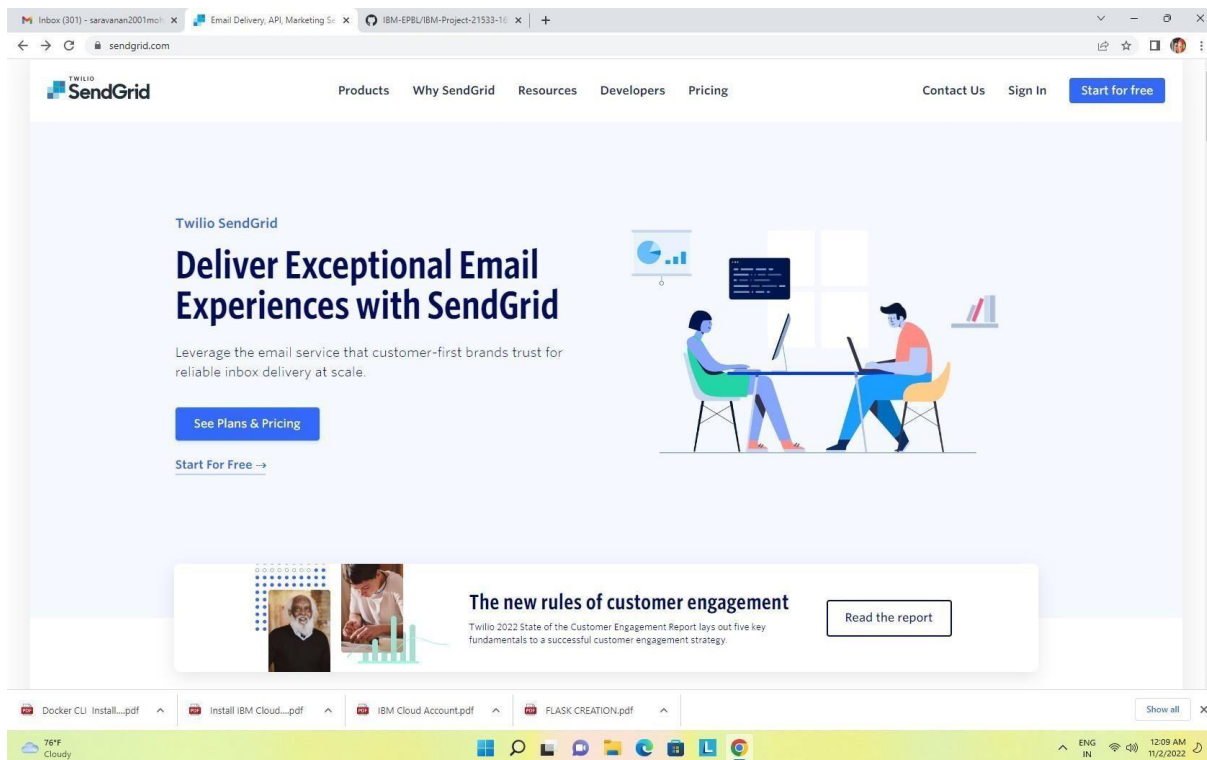 Inbox (301) - saravanan2001moh
Email Delivery, API, Marketing Se
IBM-EPBL/IBM-Project-21533-16
sendgrid.com
TWILIO
SendGrid
Products
Why SendGrid
Resources
Developers
Pricing
Contact Us
Sign In
Start for free
Twilio SendGrid
Deliver Exceptional Email
Experiences with SendGrid
Leverage the email service that customer-first brands trust for
reliable inbox delivery at scale.
See Plans & Pricing
Start For Free →
The new rules of customer engagement
Twilio 2022 State of the Customer Engagement Report lays out five key
fundamentals to a successful customer engagement strategy.
Read the report
Docker CLI Install....pdf
Install IBM Cloud....pdf
IBM Cloud Account.pdf
FLASK CREATION.pdf
Show all
76°F
Cloudy
ENG
IN
12:09 AM
11/2/2022